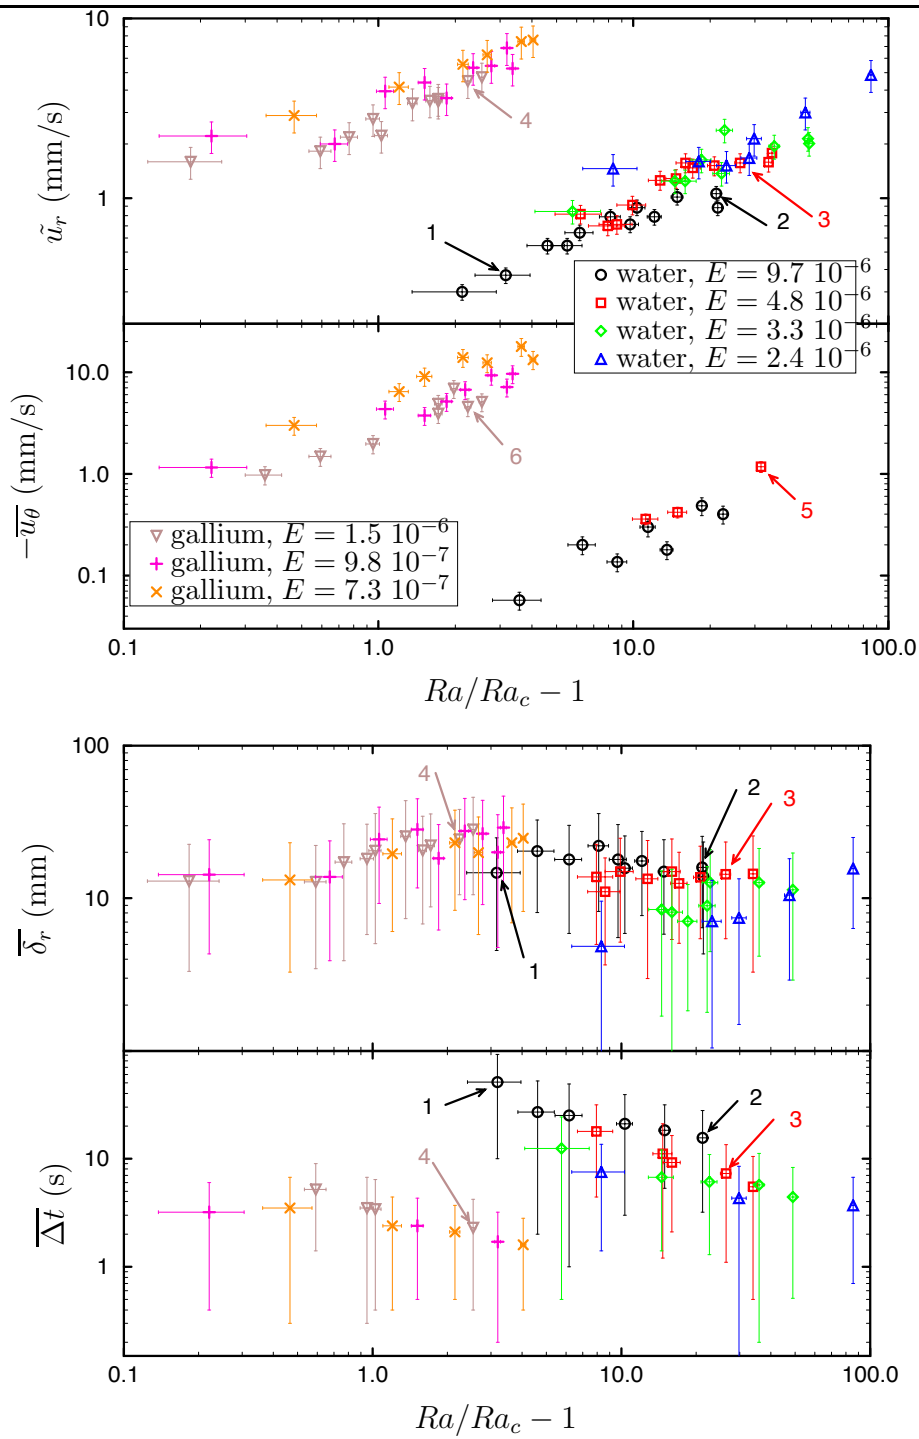 10
ũ_r (mm/s)
4
1
1
2
3
water, E = 9.7 10^{-6}
water, E = 4.8 10^{-6}
water, E = 3.3 10^{-6}
water, E = 2.4 10^{-6}
10.0
−\overline{u_θ} (mm/s)
6
1.0
5
gallium, E = 1.5 10^{-6}
gallium, E = 9.8 10^{-7}
gallium, E = 7.3 10^{-7}
0.1
0.1 1.0 10.0 100.0
Ra/Ra_c − 1
100
4
2
3
\overline{δ_r} (mm)
10
1
1
2
3
\overline{Δt} (s)
10
4
1
0.1 1.0 10.0 100.0
Ra/Ra_c − 1